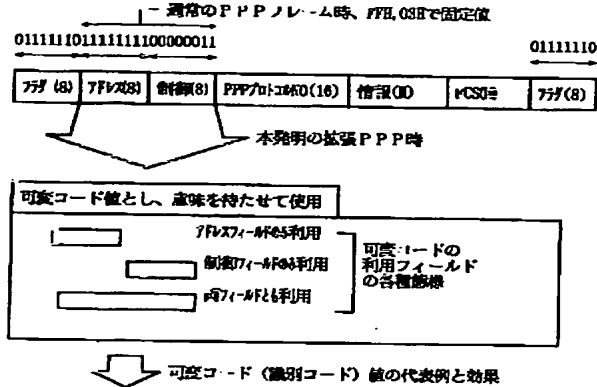 通常のPPPフレーム時、FFH,03Hで固定値
01111110 11111111 00000011
01111110
フラグ(8) アドレス(8) 制御(8) PPPプロトコルID(16) 情報(N) フラグ(8)
本発明の拡張PPP時
可変コード値とし、意味を持たせて使用
アドレスフィールドのみ利用
制御フィールドのみ利用
両フィールドとも利用
可変コードの
利用フィールド
の各種態様
可変コード(識別コード)値の代表例と効果